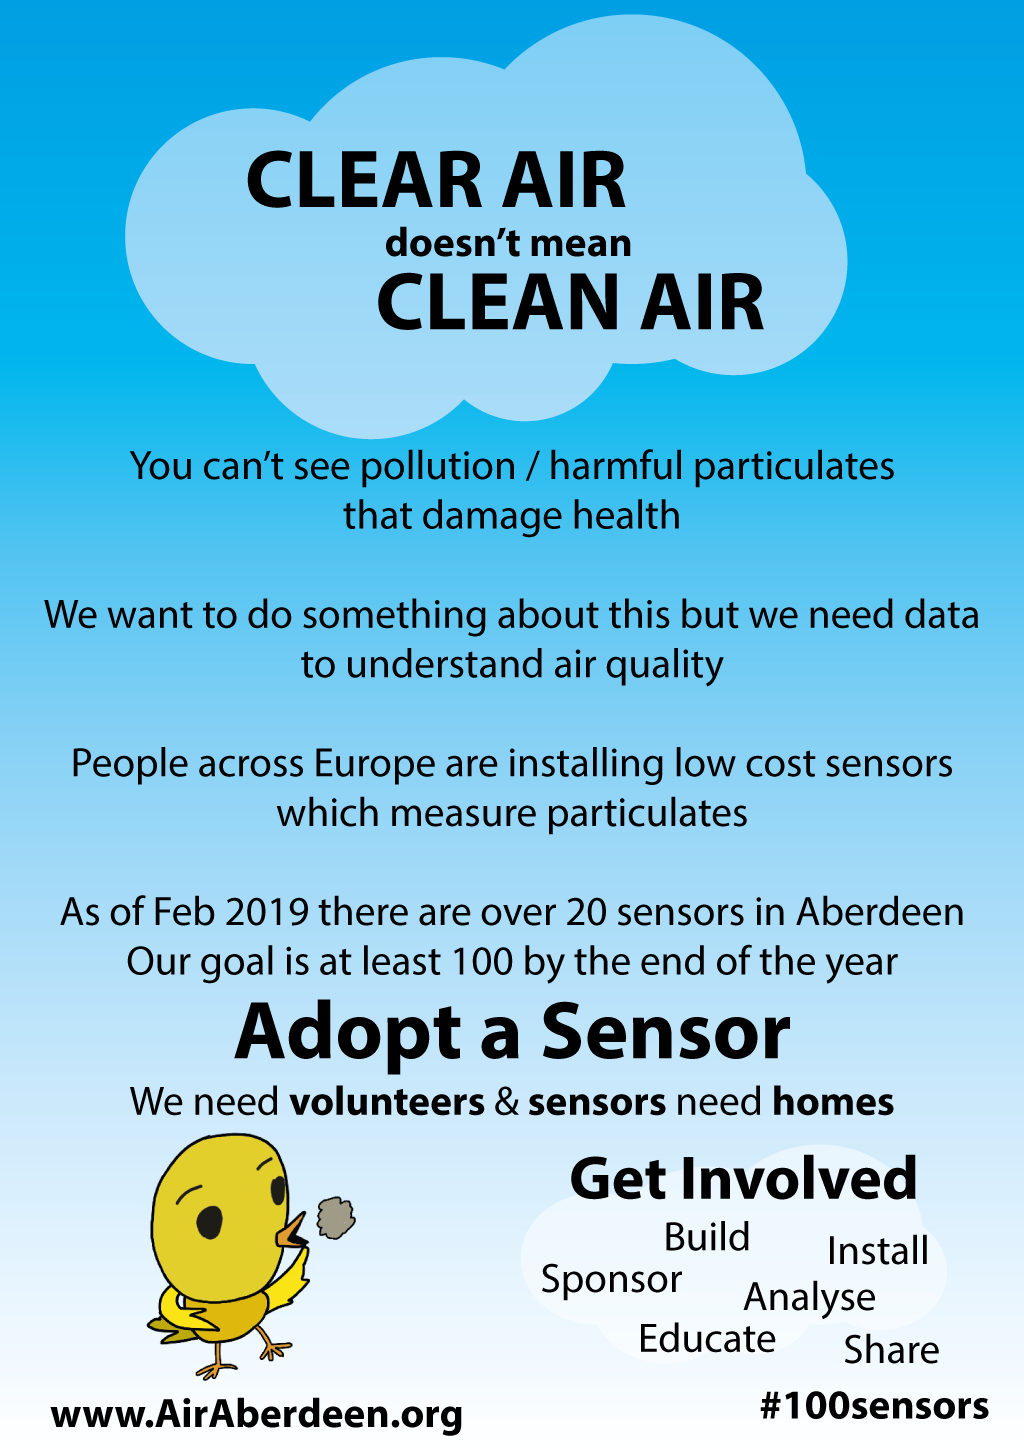 CLEAR AIR
doesn’t mean
CLEAN AIR
You can’t see pollution / harmful particulates
that damage health
We want to do something about this but we need data
to understand air quality
People across Europe are installing low cost sensors
which measure particulates
As of Feb 2019 there are over 20 sensors in Aberdeen
Our goal is at least 100 by the end of the year
Adopt a Sensor
We need volunteers & sensors need homes
Get Involved
Build
Install
Sponsor
Analyse
Educate
Share
www.AirAberdeen.org
#100sensors